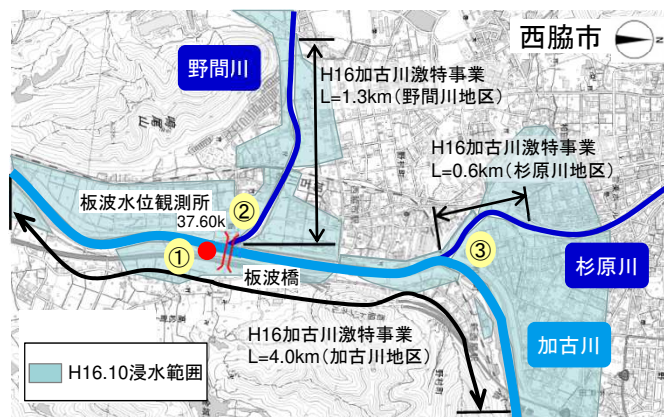 西脇市
N
野間川
H16加古川激特事業
L=1.3km(野間川地区)
H16加古川激特事業
L=0.6km(杉原川地区)
板波水位観測所
37.60k
②
①
③
板波橋
杉原川
H16加古川激特事業
L=4.0km(加古川地区)
加古川
H16.10浸水範囲